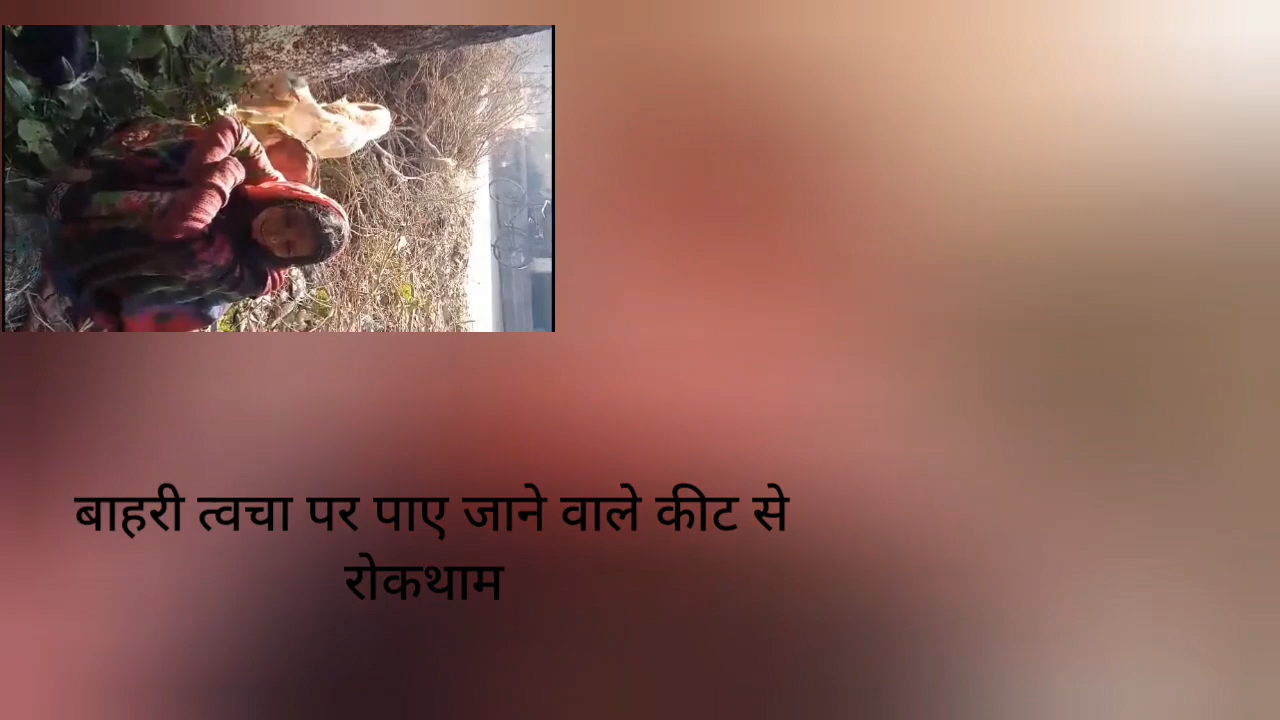 बाहरी त्वचा पर पाए जाने वाले कीट से
रोकथाम